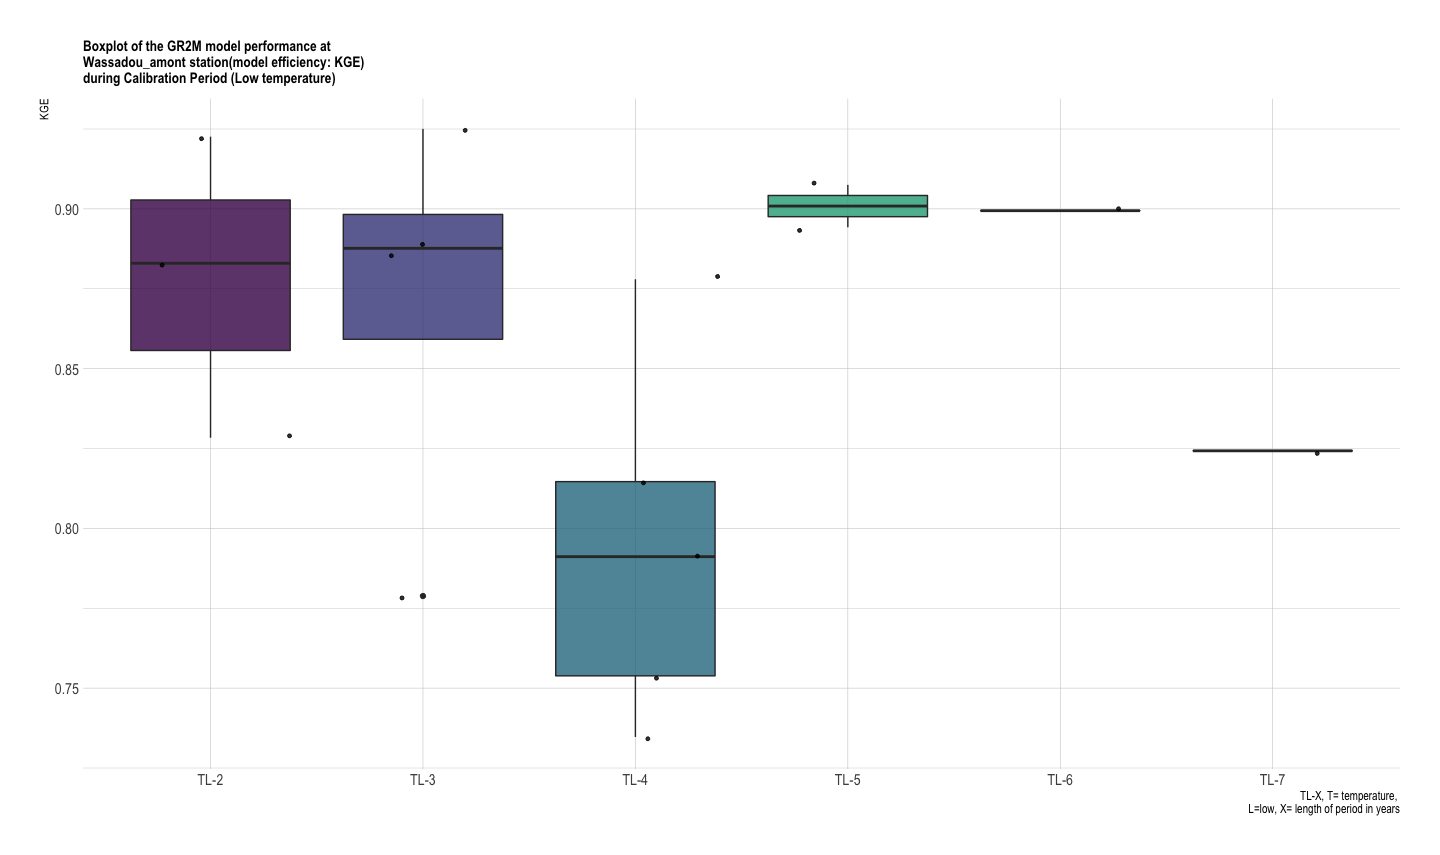 Boxplot of the GR2M model performance at
Wassadou_amont station(model efficiency: KGE)
during Calibration Period (Low temperature)
KGE
0.90
0.85
0.80
0.75
TL-2 TL-3 TL-4 TL-5 TL-6 TL-7
TL-X, T= temperature,
L=low, X= length of period in years